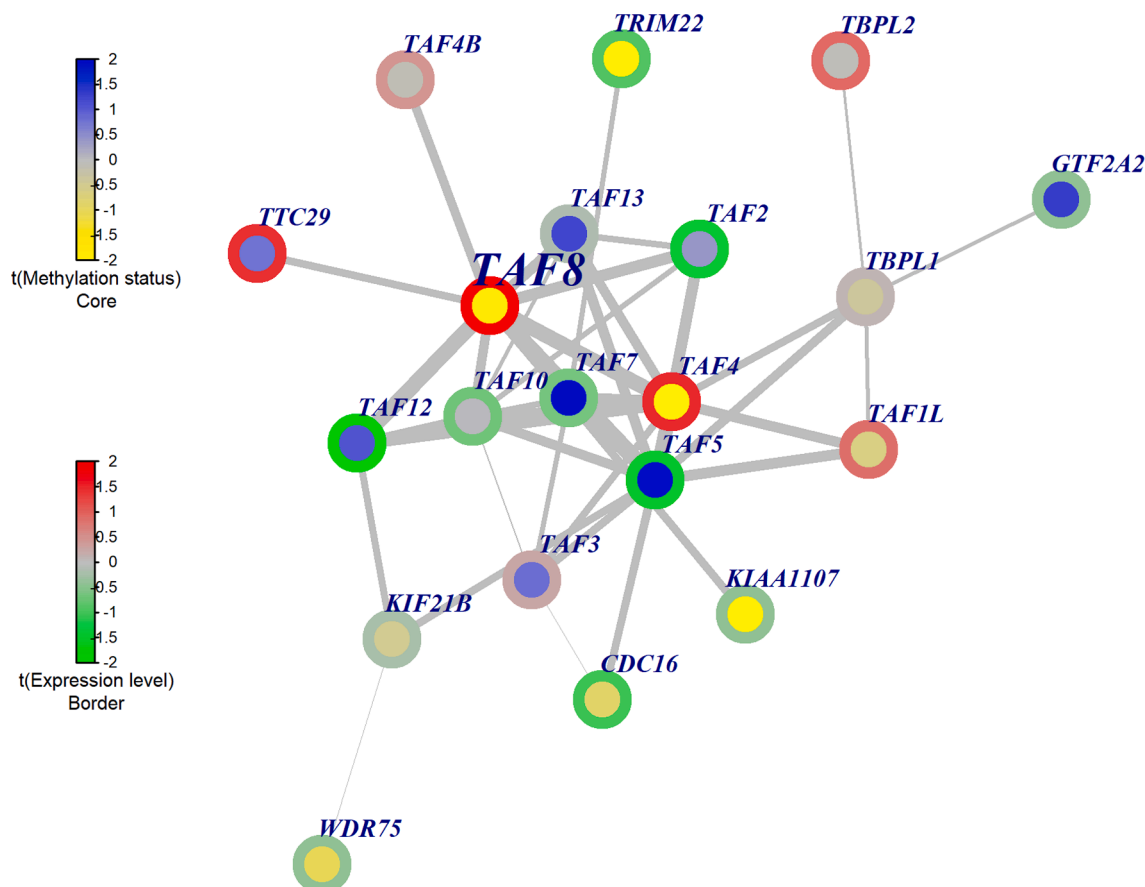 TRIM22
TBPL2
TAF4B
2
1.5
1
0.5
0
-0.5
-1
-1.5
-2
t(Methylation status)
Core
GTF2A2
TAF13
TAF2
TTC29
TAF8
TBPL1
TAF7
TAF4
TAF10
TAF12
TAF1L
TAF5
2
1.5
1
0.5
0
-0.5
-1
1.5
-2
t(Expression level)
Border
TAF3
KIAA1107
KIF21B
CDC16
WDR75